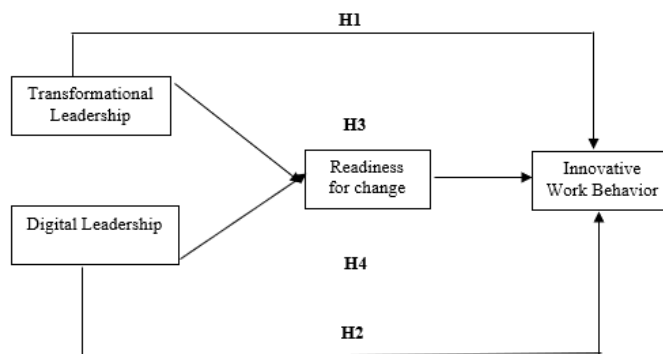 H1
Transformational
Leadership
H3
Readiness
for change
Innovative
Work Behavior
Digital Leadership
H4
H2